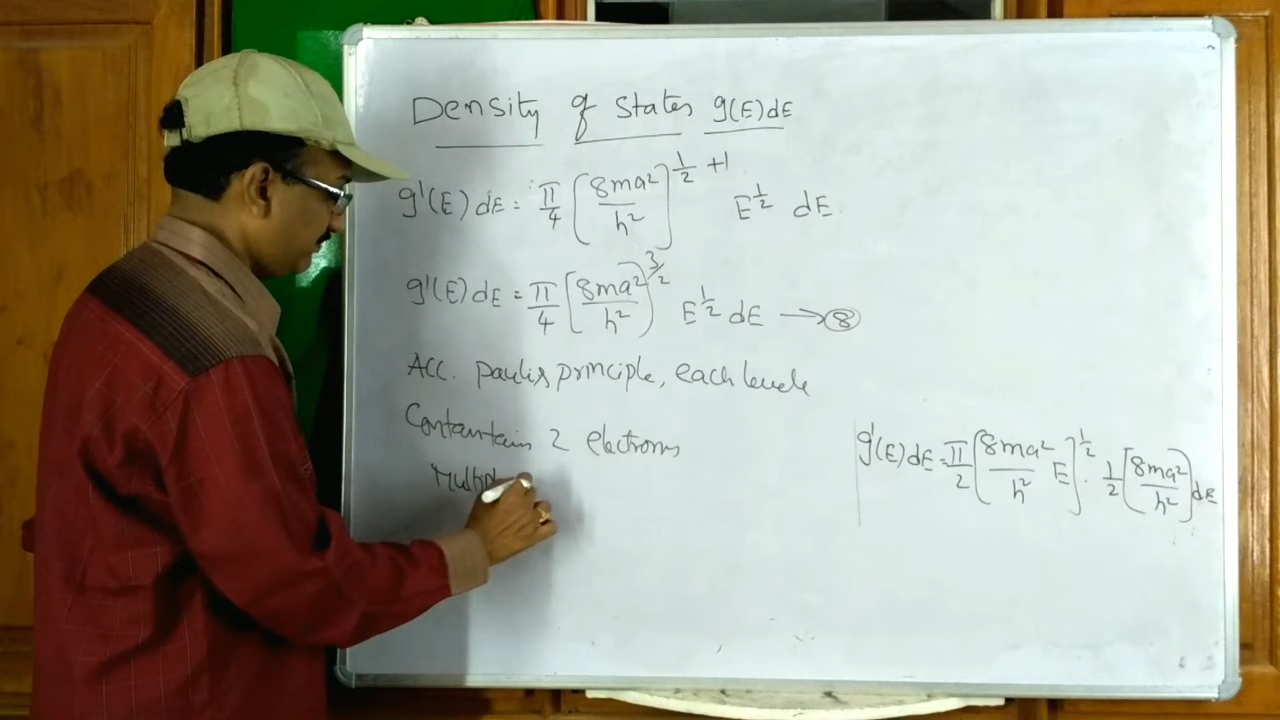 Density of states g(E)dE
g'(E)dE = π/4 [8ma²/h²]^(1/2 + 1) E^(1/2) dE
g'(E)dE = π/4 [8ma²/h²]^(3/2) E^(1/2) dE → (8)
Acc. paulis principle, each levele
Contantains 2 electrons
g'(E)dE = π/2 [8ma²/h² E]^(1/2) · 1/2 [8ma²/h²] dE